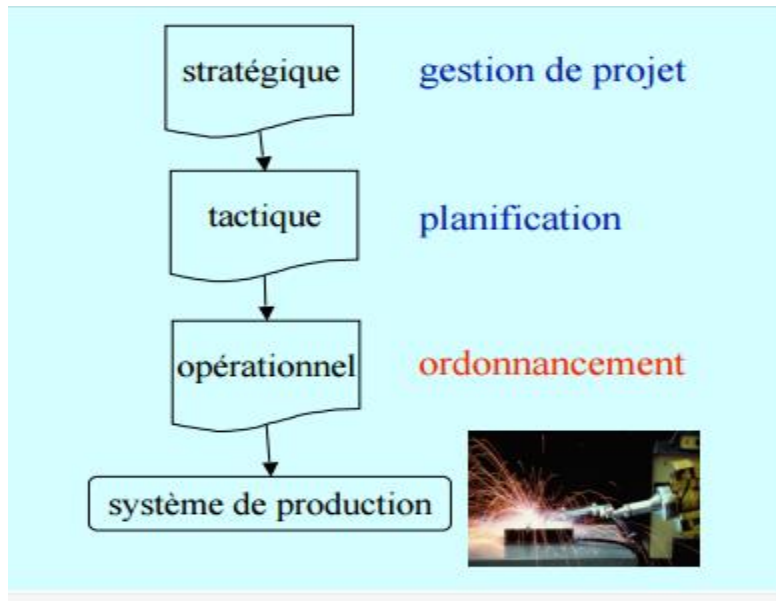 stratégique
gestion de projet
tactique
planification
opérationnel
ordonnancement
système de production